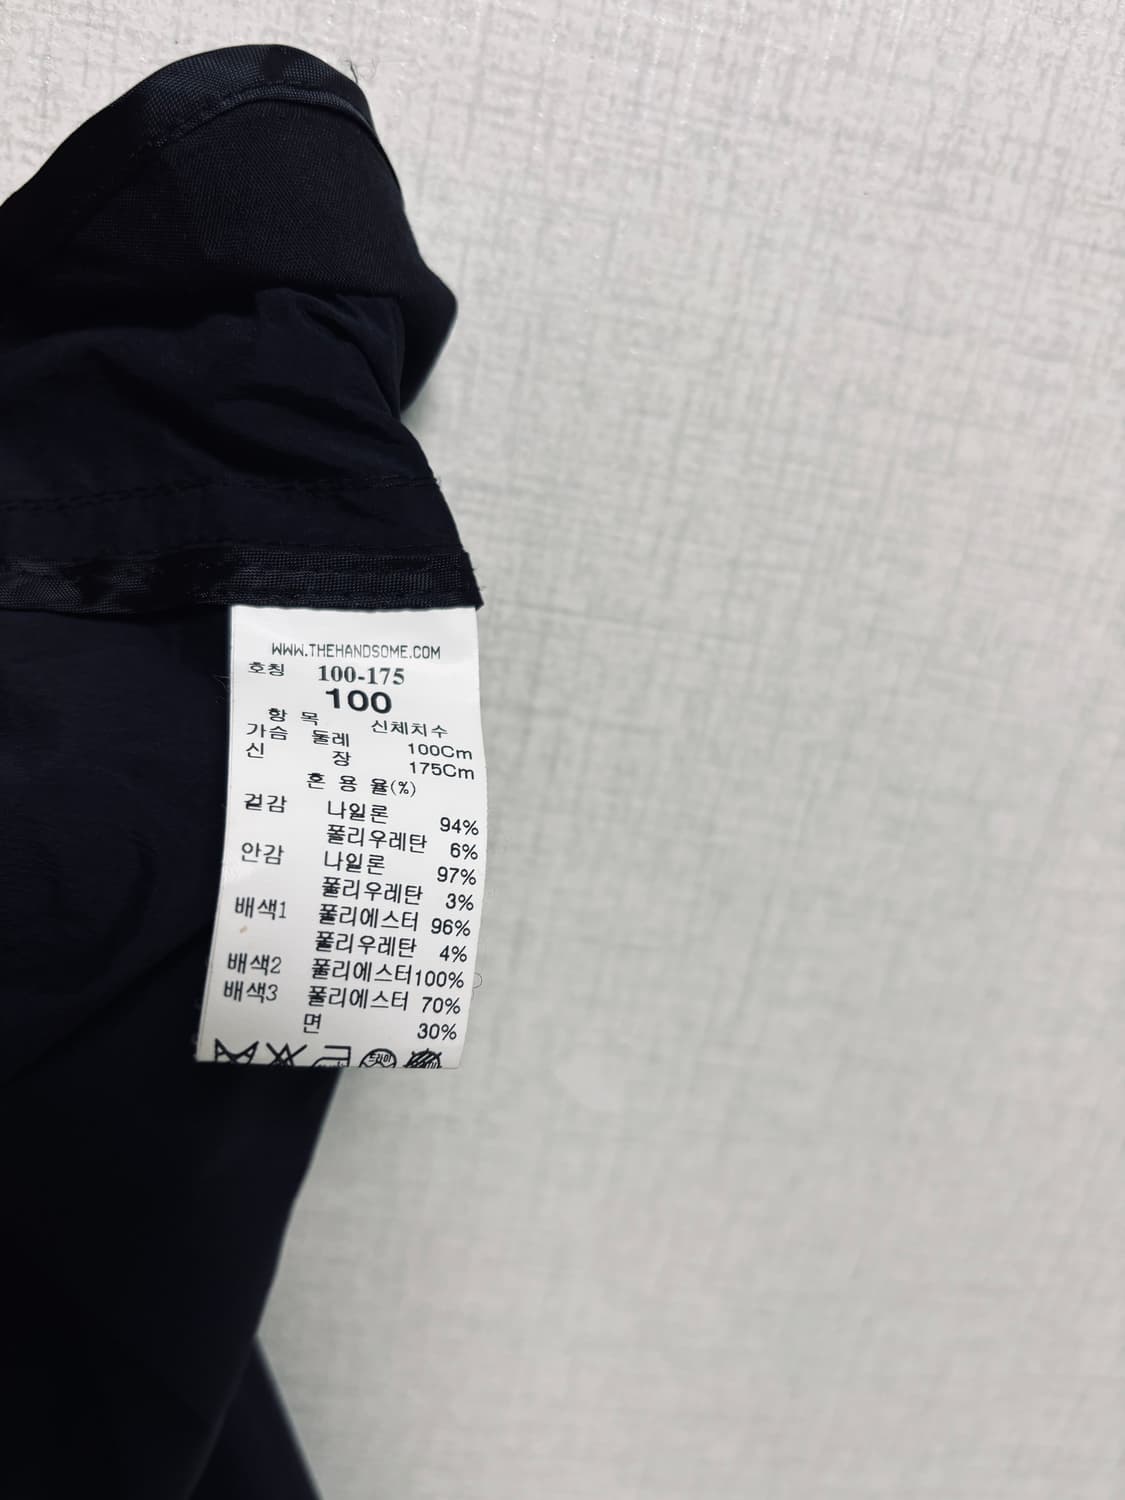 WWW.THEHANDSOME.COM
호칭 100-175
100
항 목 신체치수
가슴 둘레 100Cm
신 장 175Cm
혼 용 율(%)
겉감 나일론 94%
폴리우레탄 6%
안감 나일론 97%
폴리우레탄 3%
배색1 폴리에스터 96%
폴리우레탄 4%
배색2 폴리에스터 100%
배색3 폴리에스터 70%
면 30%
드라이